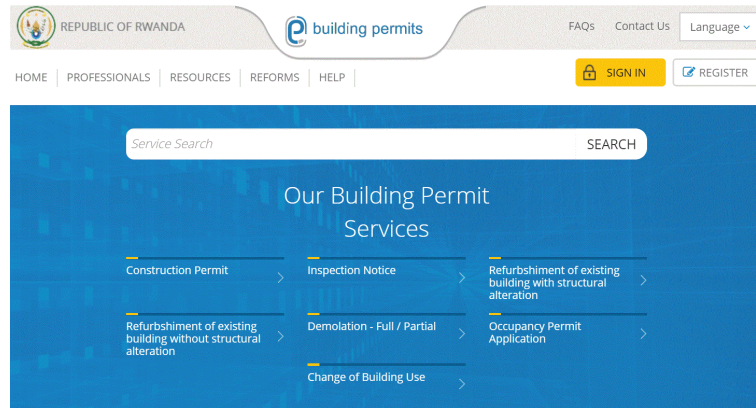 REPUBLIC OF RWANDA
building permits
FAQs
Contact Us
Language
HOME
PROFESSIONALS
RESOURCES
REFORMS
HELP
SIGN IN
REGISTER
Service Search
SEARCH
Our Building Permit
Services
Construction Permit
Inspection Notice
Refurbshiment of existing
building with structural
alteration
Refurbshiment of existing
building without structural
alteration
Demolation - Full / Partial
Occupancy Permit
Application
Change of Building Use